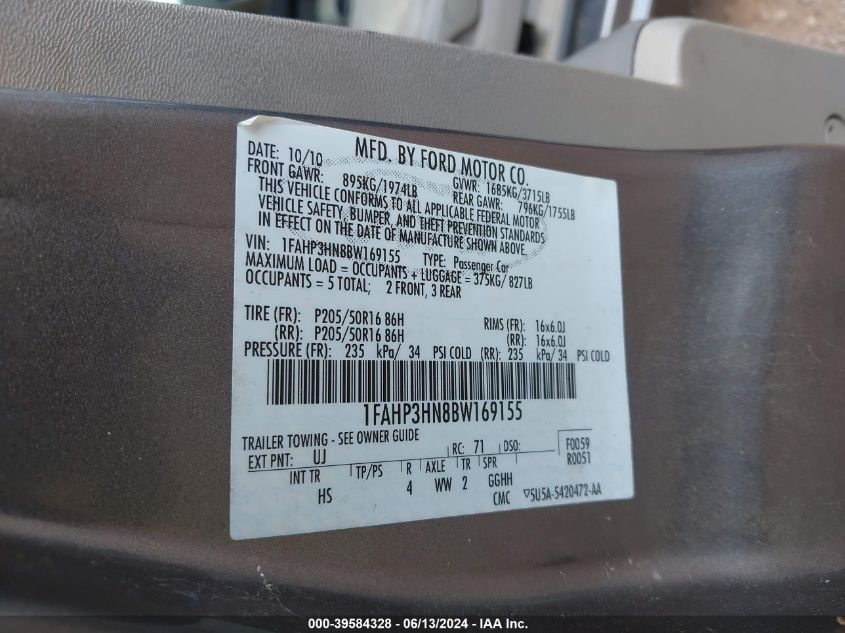 MFD. BY FORD MOTOR CO.
DATE: 10/10 GVWR: 1685KG/3715LB
FRONT GAWR: 895KG/1974LB REAR GAWR: 796KG/1755LB
THIS VEHICLE CONFORMS TO ALL APPLICABLE FEDERAL MOTOR
VEHICLE SAFETY, BUMPER, AND THEFT PREVENTION STANDARDS
IN EFFECT ON THE DATE OF MANUFACTURE SHOWN ABOVE.
VIN: 1FAHP3HN8BW169155 TYPE: Passenger Car
MAXIMUM LOAD = OCCUPANTS + LUGGAGE = 375KG/ 827LB
OCCUPANTS = 5 TOTAL; 2 FRONT, 3 REAR
TIRE (FR): P205/50R16 86H RIMS (FR): 16x6.0J
(RR): P205/50R16 86H (RR): 16x6.0J
PRESSURE (FR): 235 kPa/ 34 PSI COLD (RR): 235 kPa/ 34 PSI COLD
1FAHP3HN8BW169155
TRAILER TOWING - SEE OWNER GUIDE
EXT PNT: UJ RC: 71 DSO: F0059
R0051
INT TR TP/PS R AXLE TR SPR
HS 4 WW 2 GGHH
CMC ▽5U5A-5420472-AA
000-39584328 - 06/13/2024 - IAA Inc.